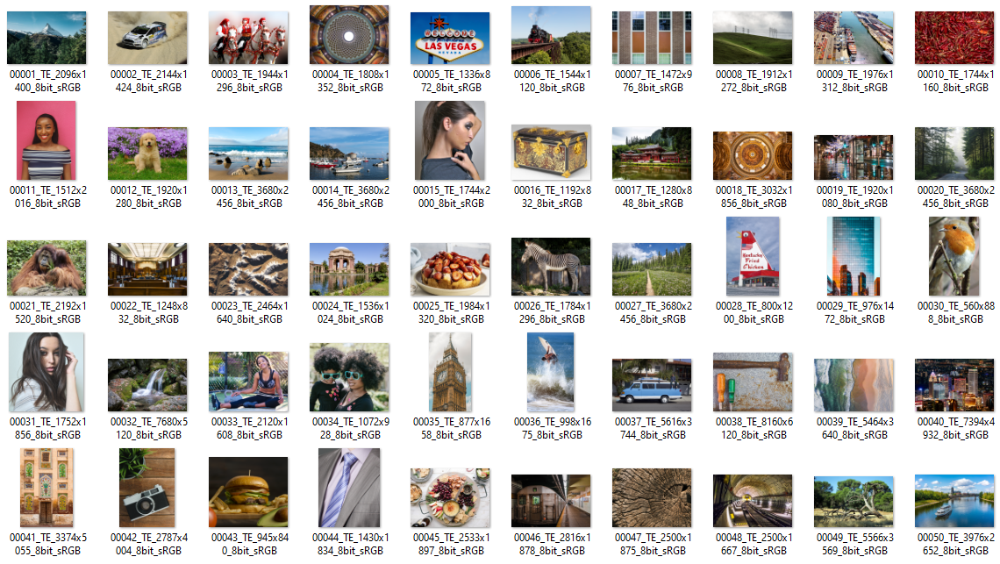 WELCOME
TO Fabulous
LAS VEGAS
NEVADA
00001_TE_2096x1
400_8bit_sRGB
00002_TE_2144x1
424_8bit_sRGB
00003_TE_1944x1
296_8bit_sRGB
00004_TE_1808x1
352_8bit_sRGB
00005_TE_1336x8
72_8bit_sRGB
00006_TE_1544x1
120_8bit_sRGB
00007_TE_1472x9
76_8bit_sRGB
00008_TE_1912x1
272_8bit_sRGB
00009_TE_1976x1
312_8bit_sRGB
00010_TE_1744x1
160_8bit_sRGB
00011_TE_1512x2
016_8bit_sRGB
00012_TE_1920x1
280_8bit_sRGB
00013_TE_3680x2
456_8bit_sRGB
00014_TE_3680x2
456_8bit_sRGB
00015_TE_1744x2
000_8bit_sRGB
00016_TE_1192x8
32_8bit_sRGB
00017_TE_1280x8
48_8bit_sRGB
00018_TE_3032x1
856_8bit_sRGB
00019_TE_1920x1
080_8bit_sRGB
00020_TE_3680x2
456_8bit_sRGB
Kentucky
Fried
Chicken
00021_TE_2192x1
520_8bit_sRGB
00022_TE_1248x8
32_8bit_sRGB
00023_TE_2464x1
640_8bit_sRGB
00024_TE_1536x1
024_8bit_sRGB
00025_TE_1984x1
320_8bit_sRGB
00026_TE_1784x1
296_8bit_sRGB
00027_TE_3680x2
456_8bit_sRGB
00028_TE_800x12
00_8bit_sRGB
00029_TE_976x14
72_8bit_sRGB
00030_TE_560x88
8_8bit_sRGB
00031_TE_1752x1
856_8bit_sRGB
00032_TE_7680x5
120_8bit_sRGB
00033_TE_2120x1
608_8bit_sRGB
00034_TE_1072x9
28_8bit_sRGB
00035_TE_877x16
58_8bit_sRGB
00036_TE_998x16
75_8bit_sRGB
00037_TE_5616x3
744_8bit_sRGB
00038_TE_8160x6
120_8bit_sRGB
00039_TE_5464x3
640_8bit_sRGB
00040_TE_7394x4
932_8bit_sRGB
00041_TE_3374x5
055_8bit_sRGB
00042_TE_2787x4
004_8bit_sRGB
00043_TE_945x84
0_8bit_sRGB
00044_TE_1430x1
834_8bit_sRGB
00045_TE_2533x1
897_8bit_sRGB
00046_TE_2816x1
878_8bit_sRGB
00047_TE_2500x1
875_8bit_sRGB
00048_TE_2500x1
667_8bit_sRGB
00049_TE_5566x3
569_8bit_sRGB
00050_TE_3976x2
652_8bit_sRGB